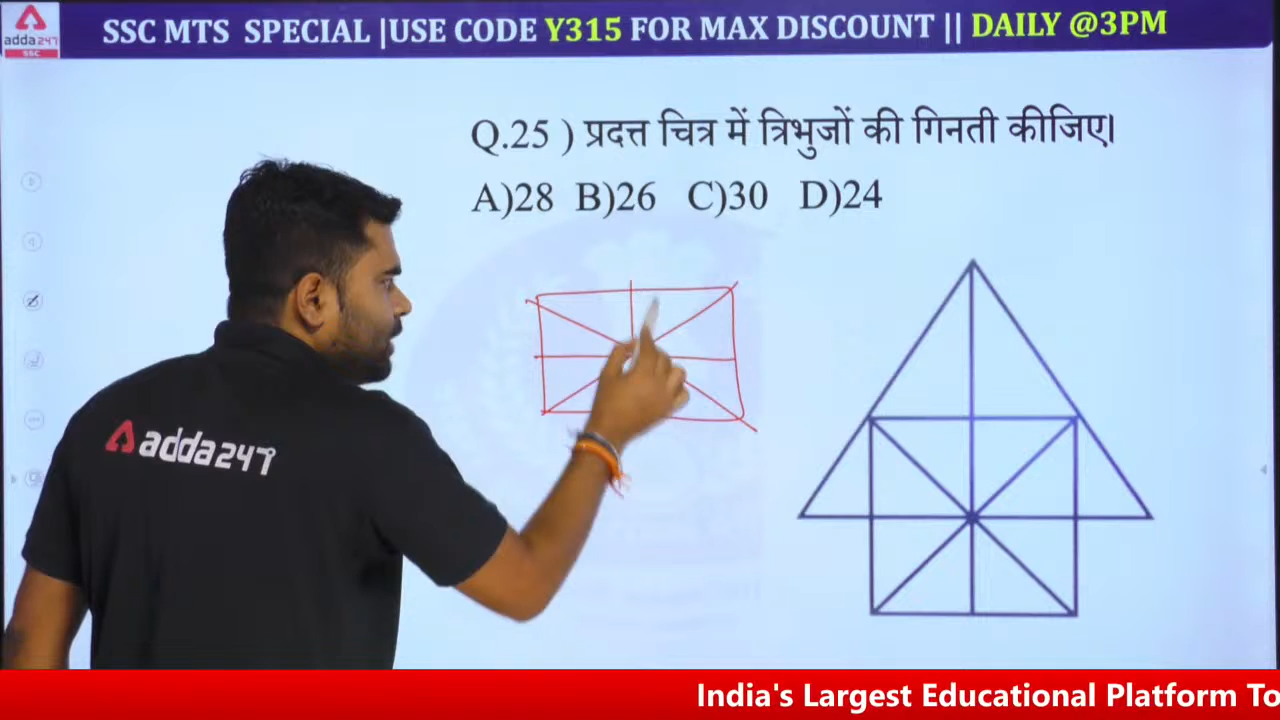 adda247
SSC
SSC MTS SPECIAL |USE CODE Y315 FOR MAX DISCOUNT || DAILY @3PM
Q.25 ) प्रदत्त चित्र में त्रिभुजों की गिनती कीजिए।
A)28 B)26 C)30 D)24
adda247
India's Largest Educational Platform To